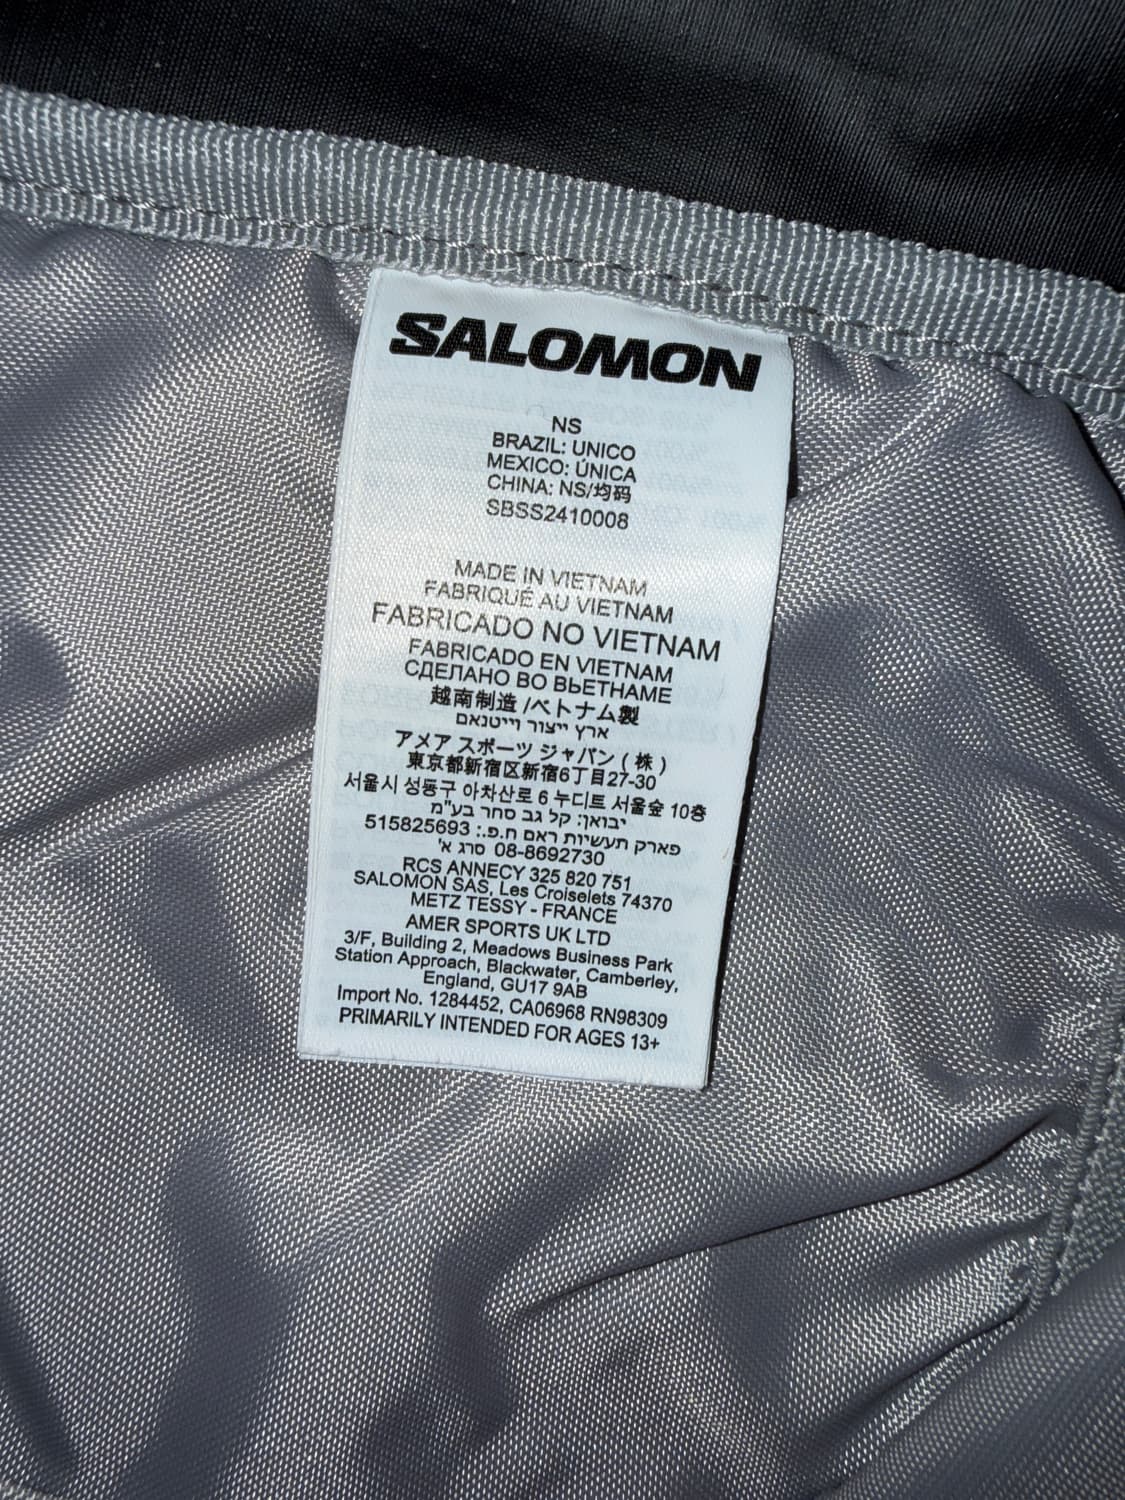 SALOMON
NS
BRAZIL: UNICO
MEXICO: ÚNICA
CHINA: NS/均码
SBSS2410008
MADE IN VIETNAM
FABRIQUÉ AU VIETNAM
FABRICADO NO VIETNAM
FABRICADO EN VIETNAM
СДЕЛАНО ВО ВЬЕТНАМЕ
越南制造 /ベトナム製
ארץ ייצור וייטנאם
アメア スポーツ ジャパン ( 株 )
東京都新宿区新宿6丁目27-30
서울시 성동구 아차산로 6 누디트 서울숲 10층
יבואן: קל גב סחר בע"מ
פארק תעשיות ראם ח.פ.: 515825693
08-8692730 סרג א'
RCS ANNECY 325 820 751
SALOMON SAS, Les Croiselets 74370
METZ TESSY - FRANCE
AMER SPORTS UK LTD
3/F, Building 2, Meadows Business Park
Station Approach, Blackwater, Camberley,
England, GU17 9AB
Import No. 1284452, CA06968 RN98309
PRIMARILY INTENDED FOR AGES 13+